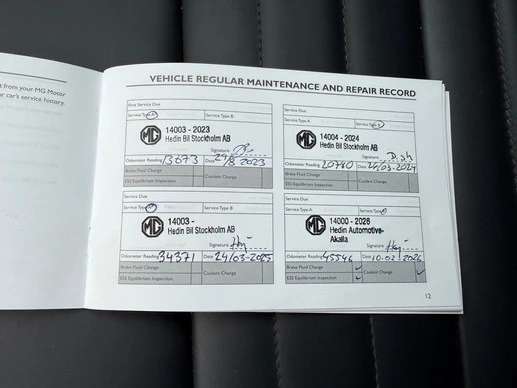 t from your MG Motor
r car's service history.
VEHICLE REGULAR MAINTENANCE AND REPAIR RECORD
First Service Due
Service Type A
Service Type B
MG
14003 - 2023
Hedin Bil Stockholm AB
Signature
Odometer Reading 13673 Date 2023
Brake Fluid Change
Coolant Change
ESS Equilibrium Inspection
Service Due
Service Type A
Service Type B
MG
14004 - 2024
Hedin Bil Stockholm AB
Signature
Odometer Reading 20780 Date 26/03-2024
Brake Fluid Change
Coolant Change
ESS Equilibrium Inspection
Service Due
Service Type A
Service Type B
MG
14003 -
Hedin Bil Stockholm AB
Signature
Odometer Reading 34371 Date 24/03-2025
Brake Fluid Change
Coolant Change
ESS Equilibrium Inspection
Service Due
Service Type A
Service Type B
MG
14000 - 2026
Hedin Automotive-
Akalla
Signature
Odometer Reading 45546 Date 10-02-2026
Brake Fluid Change
Coolant Change
ESS Equilibrium Inspection
12